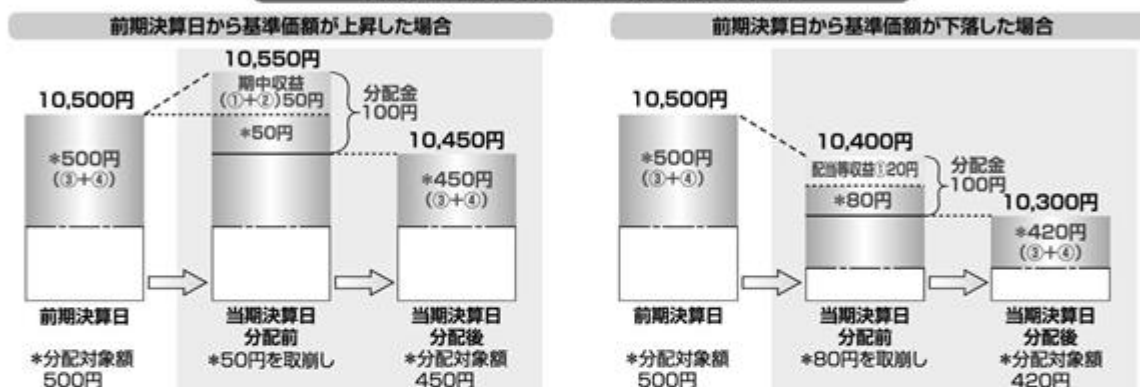 前期決算日から基準価額が上昇した場合
10,550円
10,500円
期中収益
(①+②)50円
*50円
分配金
100円
10,450円
*500円
(③+④)
*450円
(③+④)
前期決算日
当期決算日
分配前
当期決算日
分配後
*分配対象額
500円
*50円を取崩し
*分配対象額
450円
前期決算日から基準価額が下落した場合
10,500円
10,400円
*500円
(③+④)
配当等収益①20円
*80円
分配金
100円
10,300円
*420円
(③+④)
前期決算日
当期決算日
分配前
当期決算日
分配後
*分配対象額
500円
*80円を取崩し
*分配対象額
420円